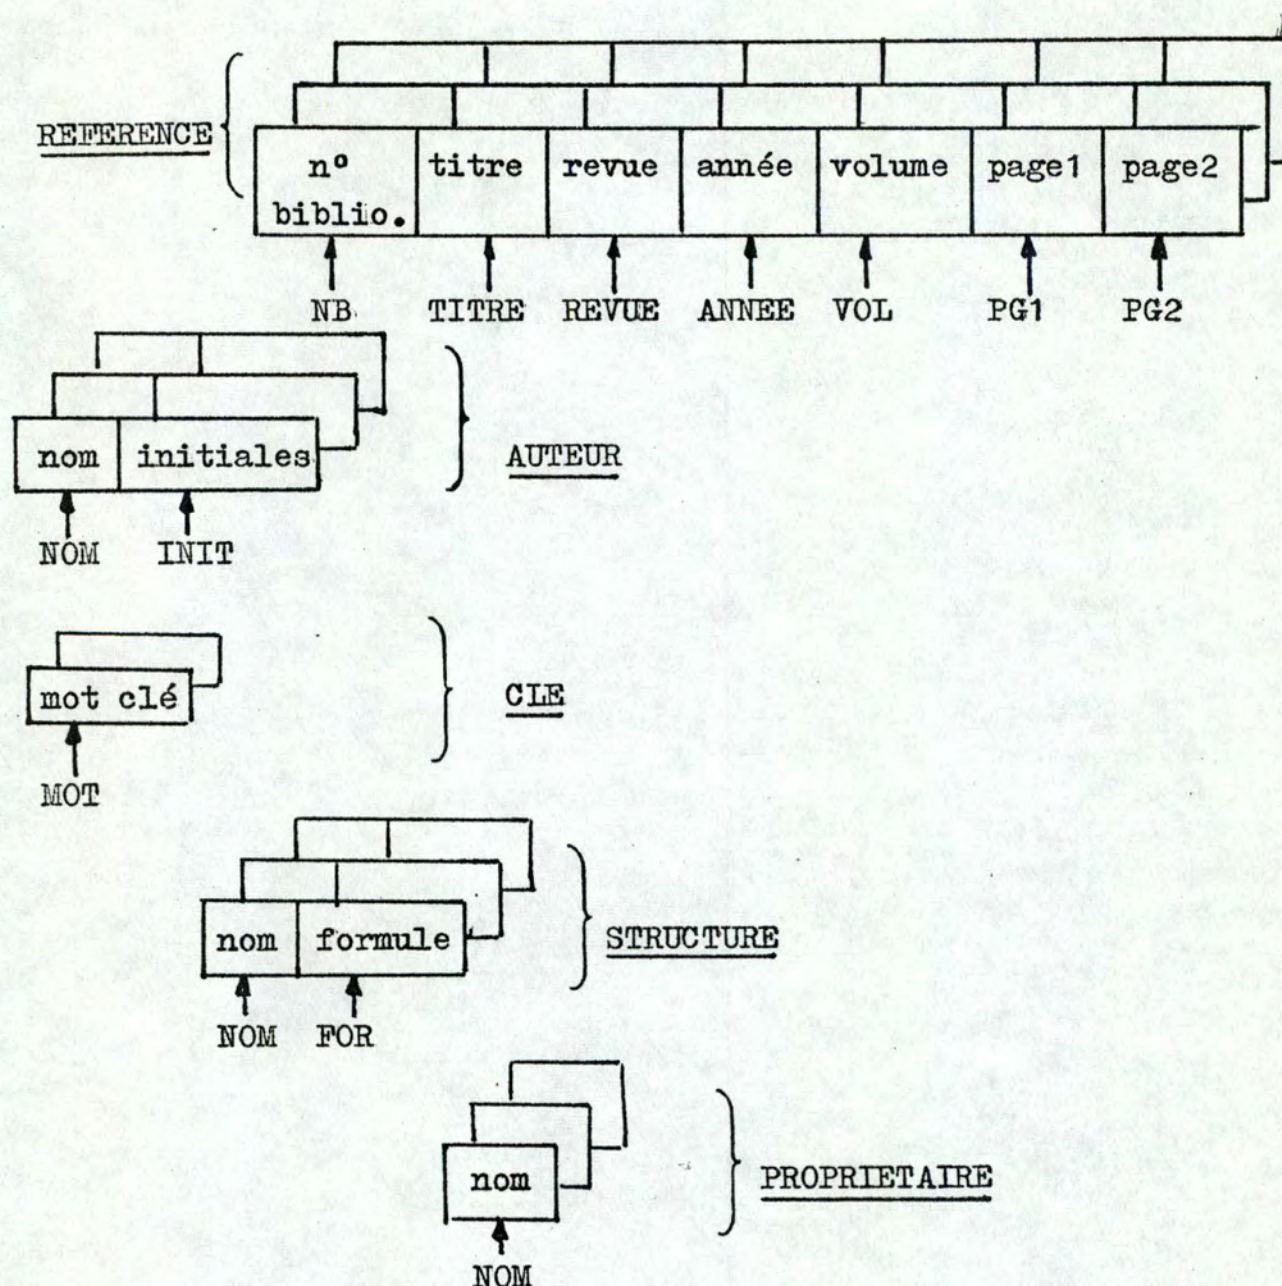 REFERENCE
n° titre revue année volume page1 page2
biblio.
NB TITRE REVUE ANNEE VOL PG1 PG2
nom initiales
AUTEUR
NOM INIT
mot clé
CLE
MOT
nom formule
STRUCTURE
NOM FOR
nom
PROPRIETAIRE
NOM